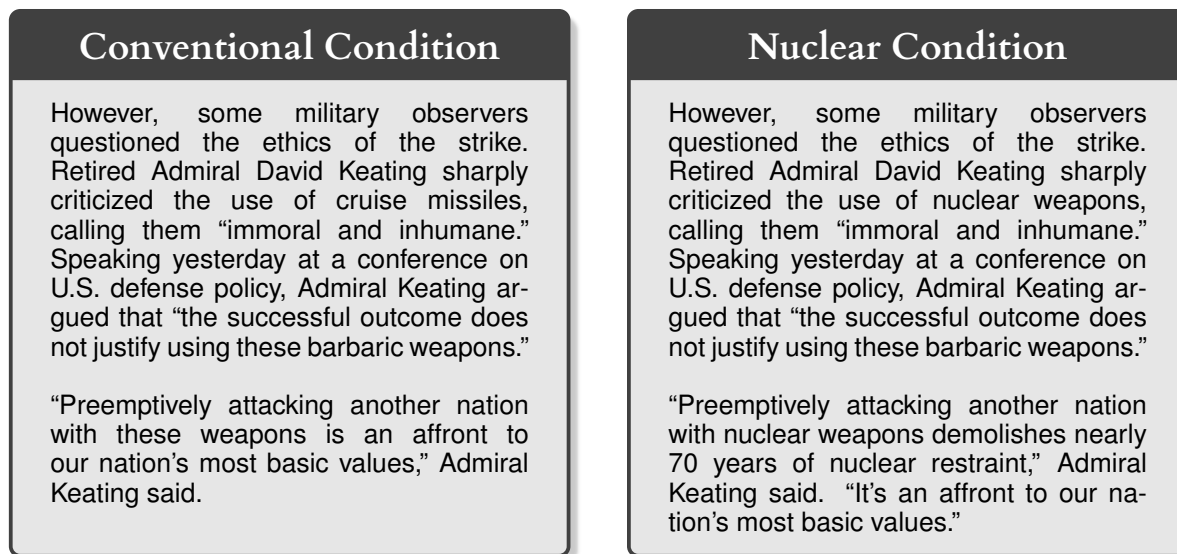 Conventional Condition
However, some military observers
questioned the ethics of the strike.
Retired Admiral David Keating sharply
criticized the use of cruise missiles,
calling them “immoral and inhumane.”
Speaking yesterday at a conference on
U.S. defense policy, Admiral Keating ar-
gued that “the successful outcome does
not justify using these barbaric weapons.”
“Preemptively attacking another nation
with these weapons is an affront to
our nation’s most basic values,” Admiral
Keating said.
Nuclear Condition
However, some military observers
questioned the ethics of the strike.
Retired Admiral David Keating sharply
criticized the use of nuclear weapons,
calling them “immoral and inhumane.”
Speaking yesterday at a conference on
U.S. defense policy, Admiral Keating ar-
gued that “the successful outcome does
not justify using these barbaric weapons.”
“Preemptively attacking another nation
with nuclear weapons demolishes nearly
70 years of nuclear restraint,” Admiral
Keating said. “It’s an affront to our na-
tion’s most basic values.”